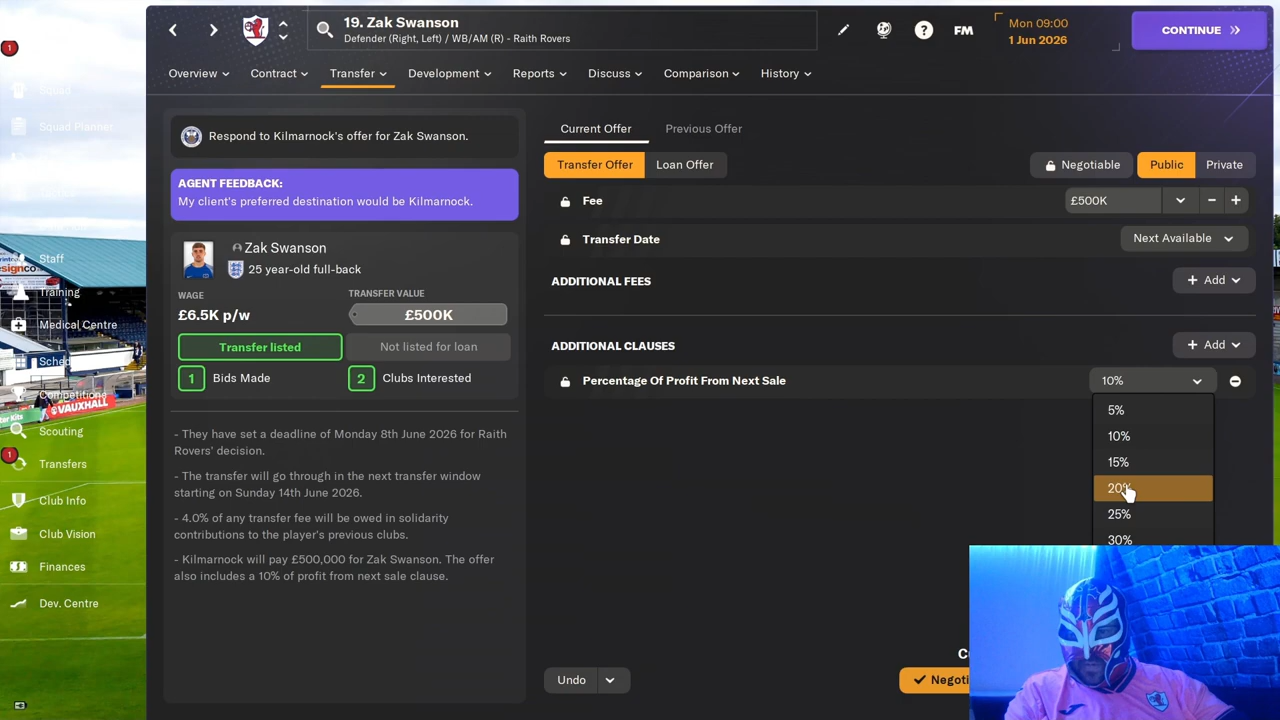 19. Zak Swanson
Defender (Right, Left) / WB/AM (R) - Raith Rovers
FM
Mon 09:00
1 Jun 2026
CONTINUE
Overview
Contract
Transfer
Development
Reports
Discuss
Comparison
History
1
Squad
Squad Planner
Staff
Training
Medical Centre
Sched
Competitions
VAUXHALL
Scouting
1
Transfers
Club Info
Club Vision
Finances
Dev. Centre
Respond to Kilmarnock's offer for Zak Swanson.
AGENT FEEDBACK:
My client's preferred destination would be Kilmarnock.
Zak Swanson
25 year-old full-back
WAGE
£6.5K p/w
TRANSFER VALUE
£500K
Transfer listed
Not listed for loan
1 Bids Made
2 Clubs Interested
- They have set a deadline of Monday 8th June 2026 for Raith
Rovers' decision.
- The transfer will go through in the next transfer window
starting on Sunday 14th June 2026.
- 4.0% of any transfer fee will be owed in solidarity
contributions to the player's previous clubs.
- Kilmarnock will pay £500,000 for Zak Swanson. The offer
also includes a 10% of profit from next sale clause.
Current Offer
Previous Offer
Transfer Offer
Loan Offer
Negotiable
Public
Private
Fee
£500K
Transfer Date
Next Available
ADDITIONAL FEES
Add
ADDITIONAL CLAUSES
Add
Percentage Of Profit From Next Sale
10%
5%
10%
15%
20%
25%
30%
Undo
Negoti